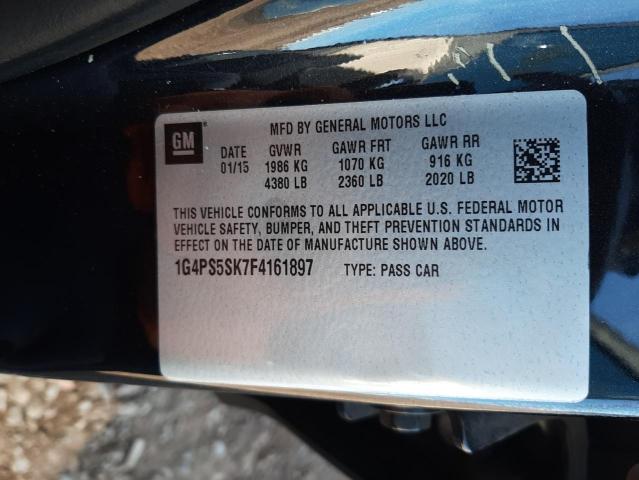 GM
MFD BY GENERAL MOTORS LLC
DATE GVWR GAWR FRT GAWR RR
01/15 1986 KG 1070 KG 916 KG
4380 LB 2360 LB 2020 LB
THIS VEHICLE CONFORMS TO ALL APPLICABLE U.S. FEDERAL MOTOR
VEHICLE SAFETY, BUMPER, AND THEFT PREVENTION STANDARDS IN
EFFECT ON THE DATE OF MANUFACTURE SHOWN ABOVE.
1G4PS5SK7F4161897 TYPE: PASS CAR